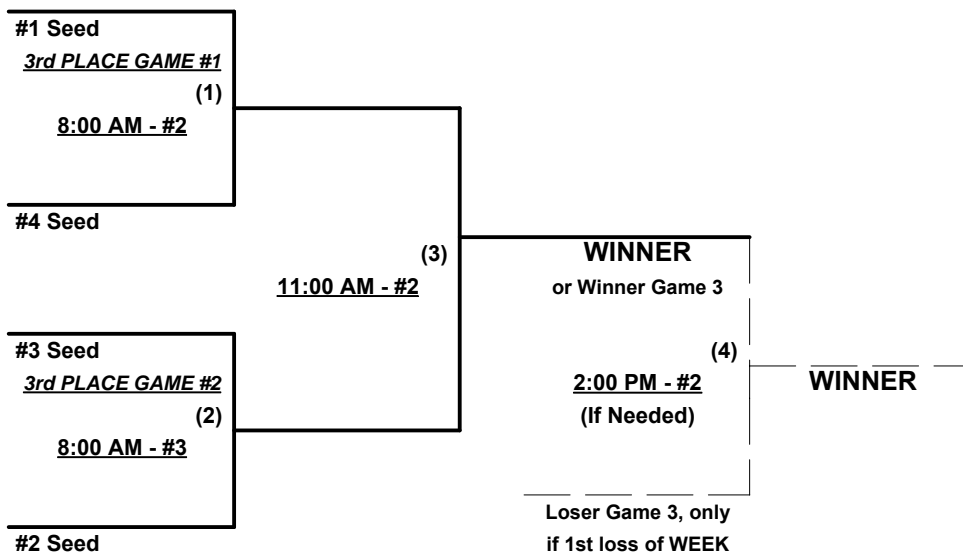 #1 Seed
3rd PLACE GAME #1
(1)
8:00 AM - #2
#4 Seed
(3)
11:00 AM - #2
#3 Seed
3rd PLACE GAME #2
(2)
8:00 AM - #3
#2 Seed
WINNER
or Winner Game 3
(4)
2:00 PM - #2
(If Needed)
WINNER
Loser Game 3, only
if 1st loss of WEEK